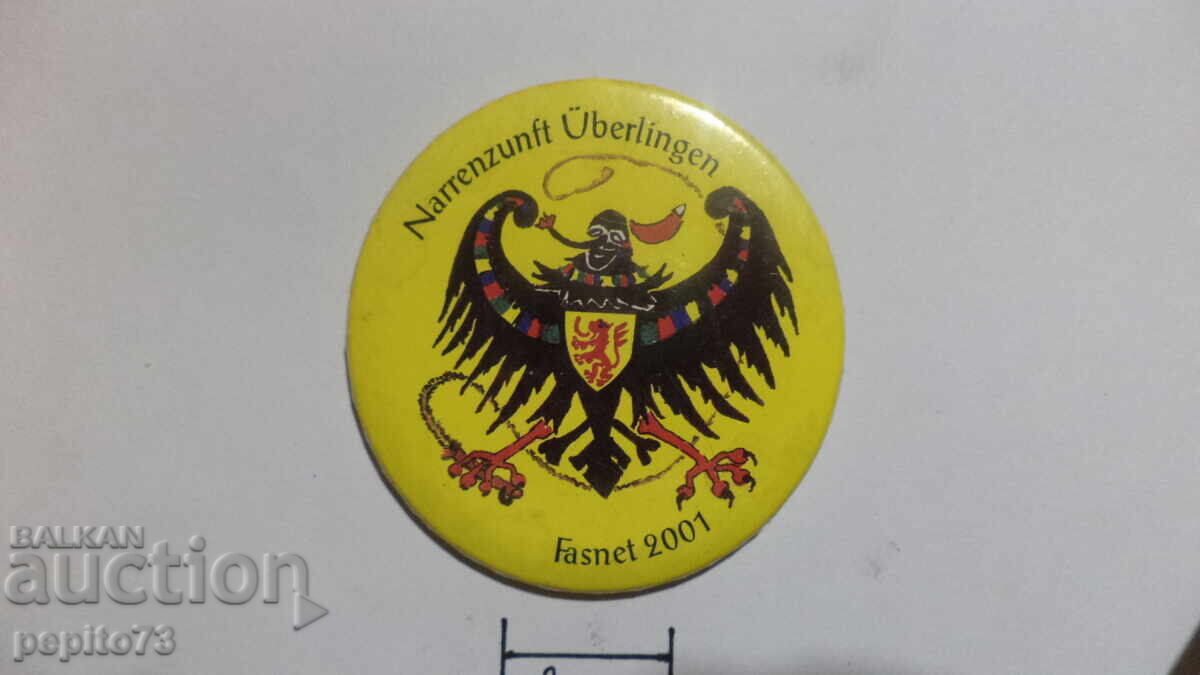 Narrenzunft Überlingen
Fasnet 2001
BALKAN
auction
pepito73